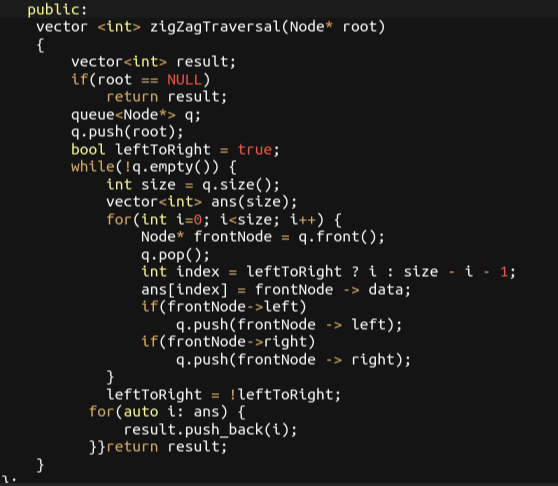 public:
vector <int> zigZagTraversal(Node* root)
{
vector<int> result;
if(root == NULL)
return result;
queue<Node*> q;
q.push(root);
bool leftToRight = true;
while(!q.empty()) {
int size = q.size();
vector<int> ans(size);
for(int i=0; i<size; i++) {
Node* frontNode = q.front();
q.pop();
int index = leftToRight ? i : size - i - 1;
ans[index] = frontNode -> data;
if(frontNode->left)
q.push(frontNode -> left);
if(frontNode->right)
q.push(frontNode -> right);
}
leftToRight = !leftToRight;
for(auto i: ans) {
result.push_back(i);
}}return result;
}